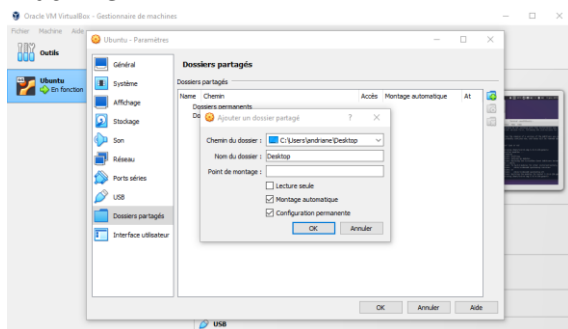 Oracle VM VirtualBox - Gestionnaire de machines
Fichier Machine Aide
Outils
Ubuntu
En fonction
Ubuntu - Paramètres
Général
Système
Affichage
Stockage
Son
Réseau
Ports séries
USB
Dossiers partagés
Interface utilisateur
Dossiers partagés
Dossiers partagés
Name Chemin Accès Montage automatique At
Dossiers permanents
Ajouter un dossier partagé ? ×
Chemin du dossier : C:\Users\andriane\Desktop
Nom du dossier : Desktop
Point de montage :
Lecture seule
Montage automatique
Configuration permanente
OK Annuler
OK Annuler Aide
USB